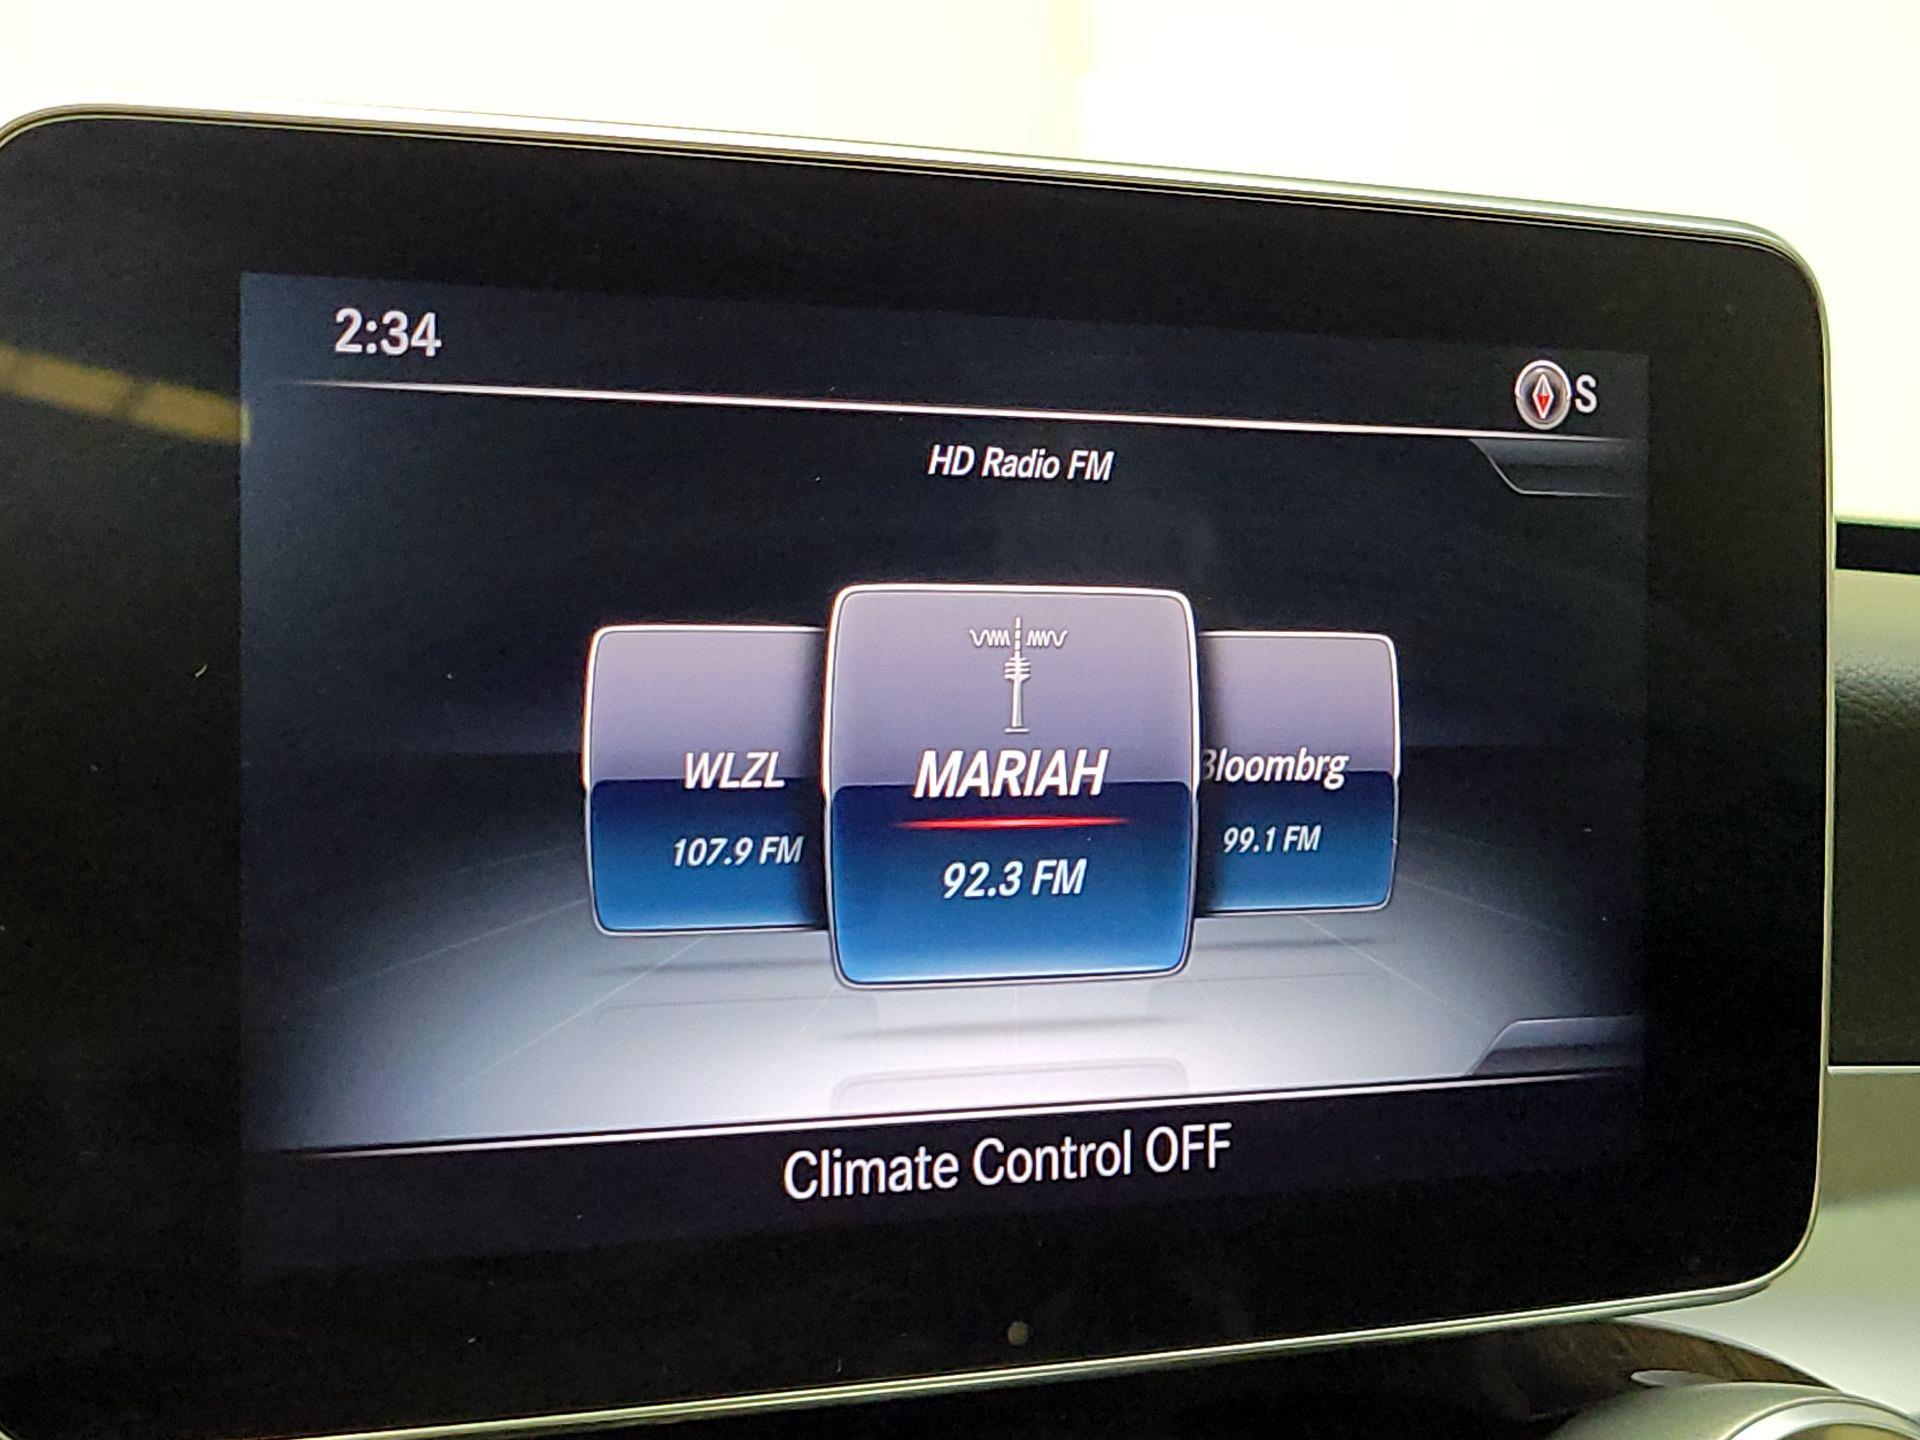 2:34
S
HD Radio FM
WLZL
107.9 FM
MARIAH
92.3 FM
Bloombrg
99.1 FM
Climate Control OFF